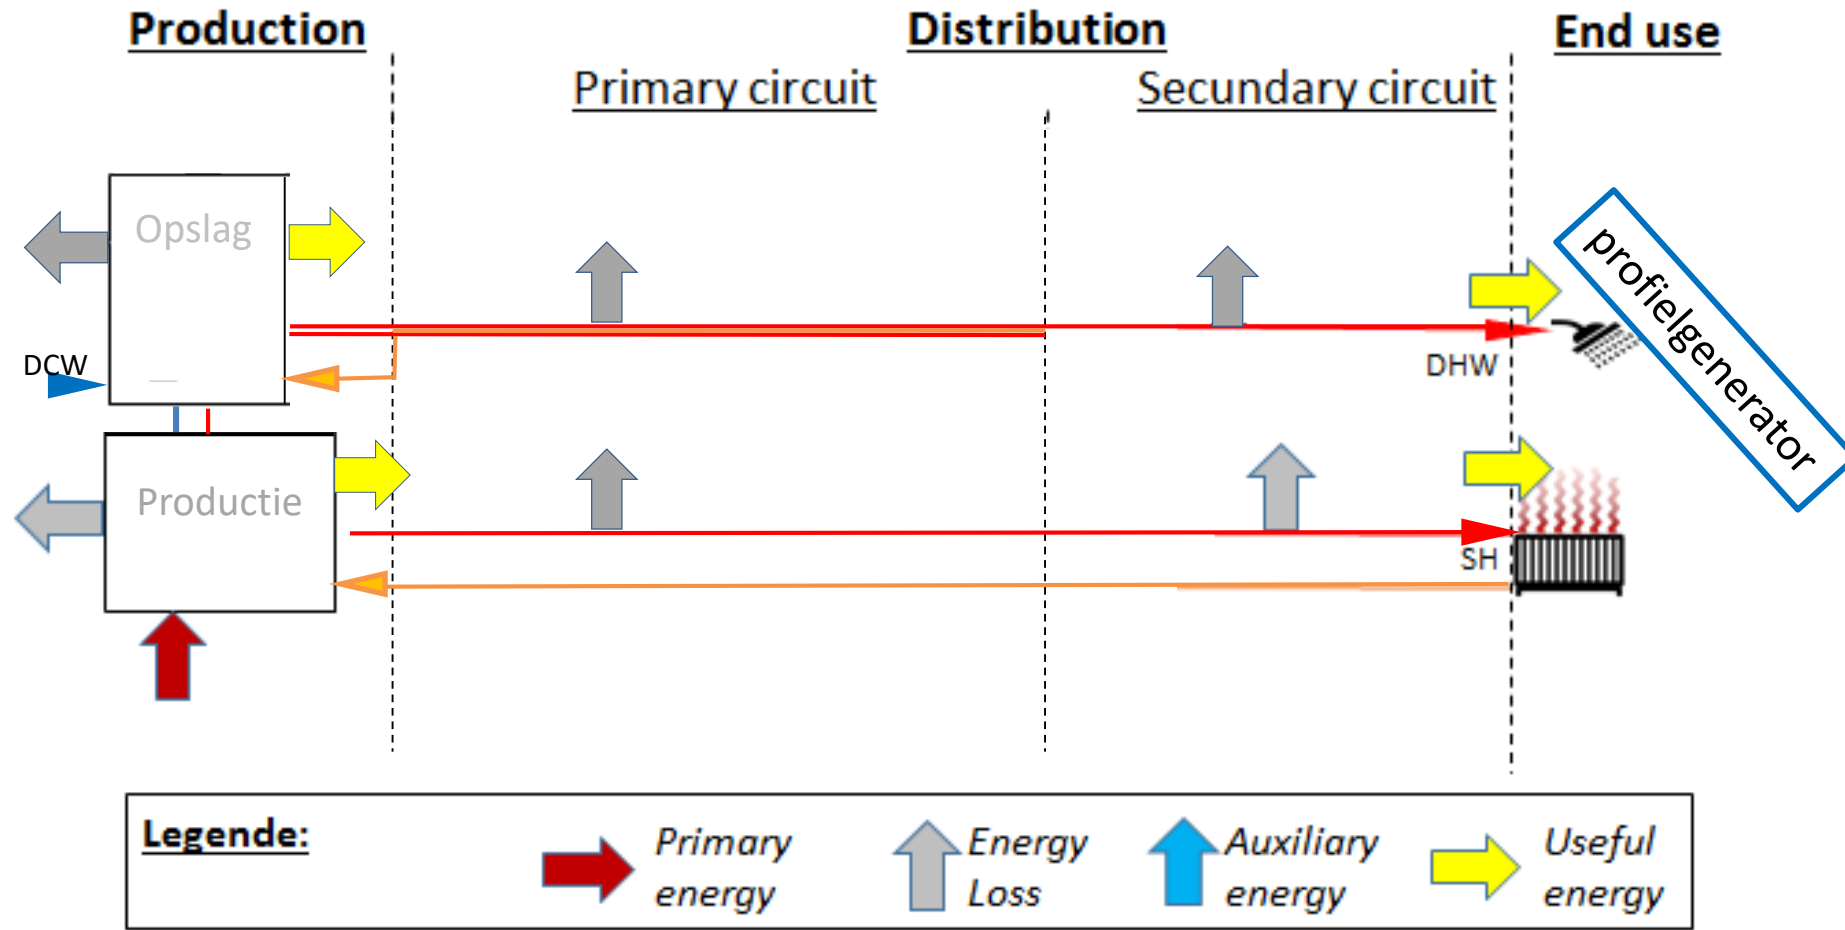 Production
Distribution
End use
Primary circuit
Secundary circuit
Opslag
profielgenerator
DCW
DHW
Productie
SH
Legende:
Primary
energy
Energy
Loss
Auxiliary
energy
Useful
energy